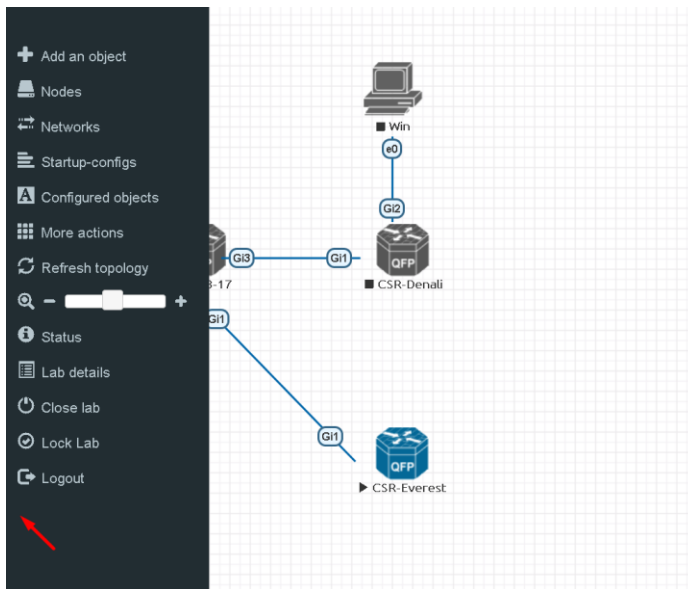 Add an object
Nodes
Networks
Startup-configs
A Configured objects
More actions
Refresh topology
Status
Lab details
Close lab
Lock Lab
Logout
Win
e0
Gi2
Gi3
Gi1
QFP
-17
CSR-Denali
Gi1
Gi1
QFP
CSR-Everest